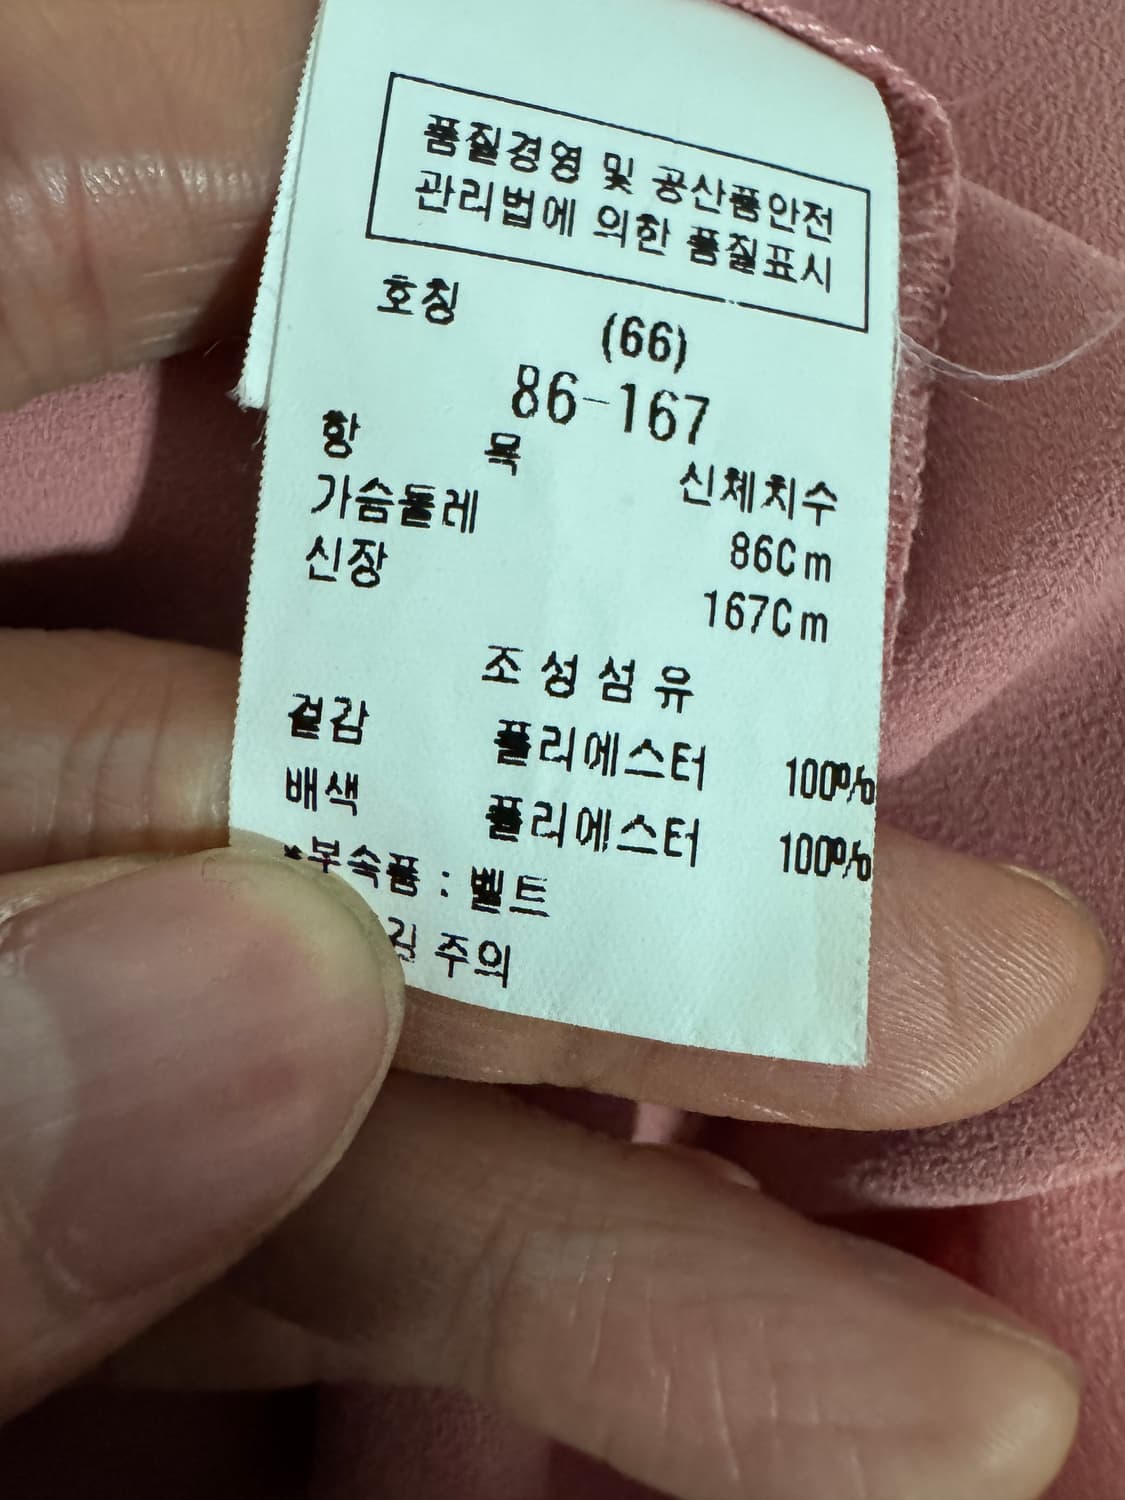 품질경영 및 공산품안전
관리법에 의한 품질표시
호칭 (66)
86-167
항 목 신체치수
가슴둘레 86Cm
신장 167Cm
조성섬유
겉감 폴리에스터 100%
배색 폴리에스터 100%
*부속품 : 벨트
주의